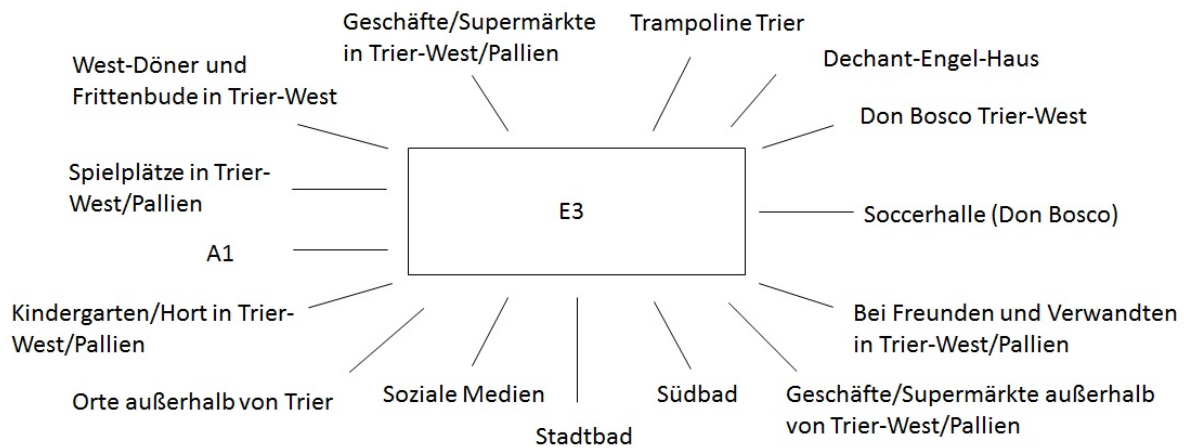 Geschäfte/Supermärkte
in Trier-West/Pallien
Trampoline Trier
West-Döner und
Frittenbude in Trier-West
Dechant-Engel-Haus
Don Bosco Trier-West
Spielplätze in Trier-
West/Pallien
E3
Soccerhalle (Don Bosco)
A1
Kindergarten/Hort in Trier-
West/Pallien
Bei Freunden und Verwandten
in Trier-West/Pallien
Orte außerhalb von Trier
Soziale Medien
Stadtbad
Südbad
Geschäfte/Supermärkte außerhalb
von Trier-West/Pallien